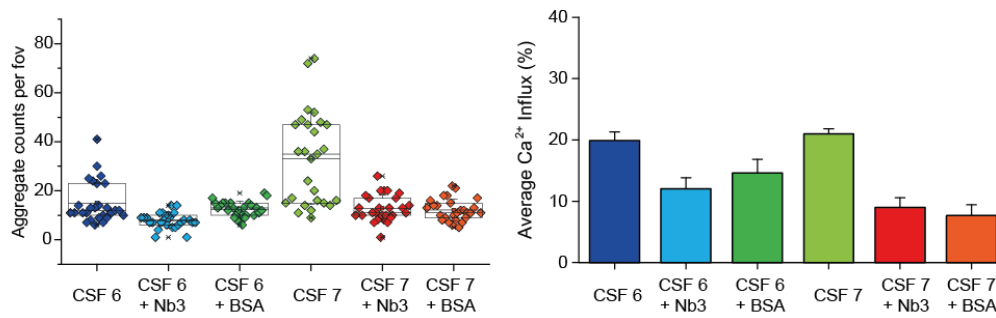 Aggregate counts per fov
80
60
40
20
0
CSF 6
CSF 6
+ Nb3
CSF 6
+ BSA
CSF 7
CSF 7
+ Nb3
CSF 7
+ BSA
Average Ca²⁺ Influx (%)
40
30
20
10
0
CSF 6
CSF 6
+ Nb3
CSF 6
+ BSA
CSF 7
CSF 7
+ Nb3
CSF 7
+ BSA